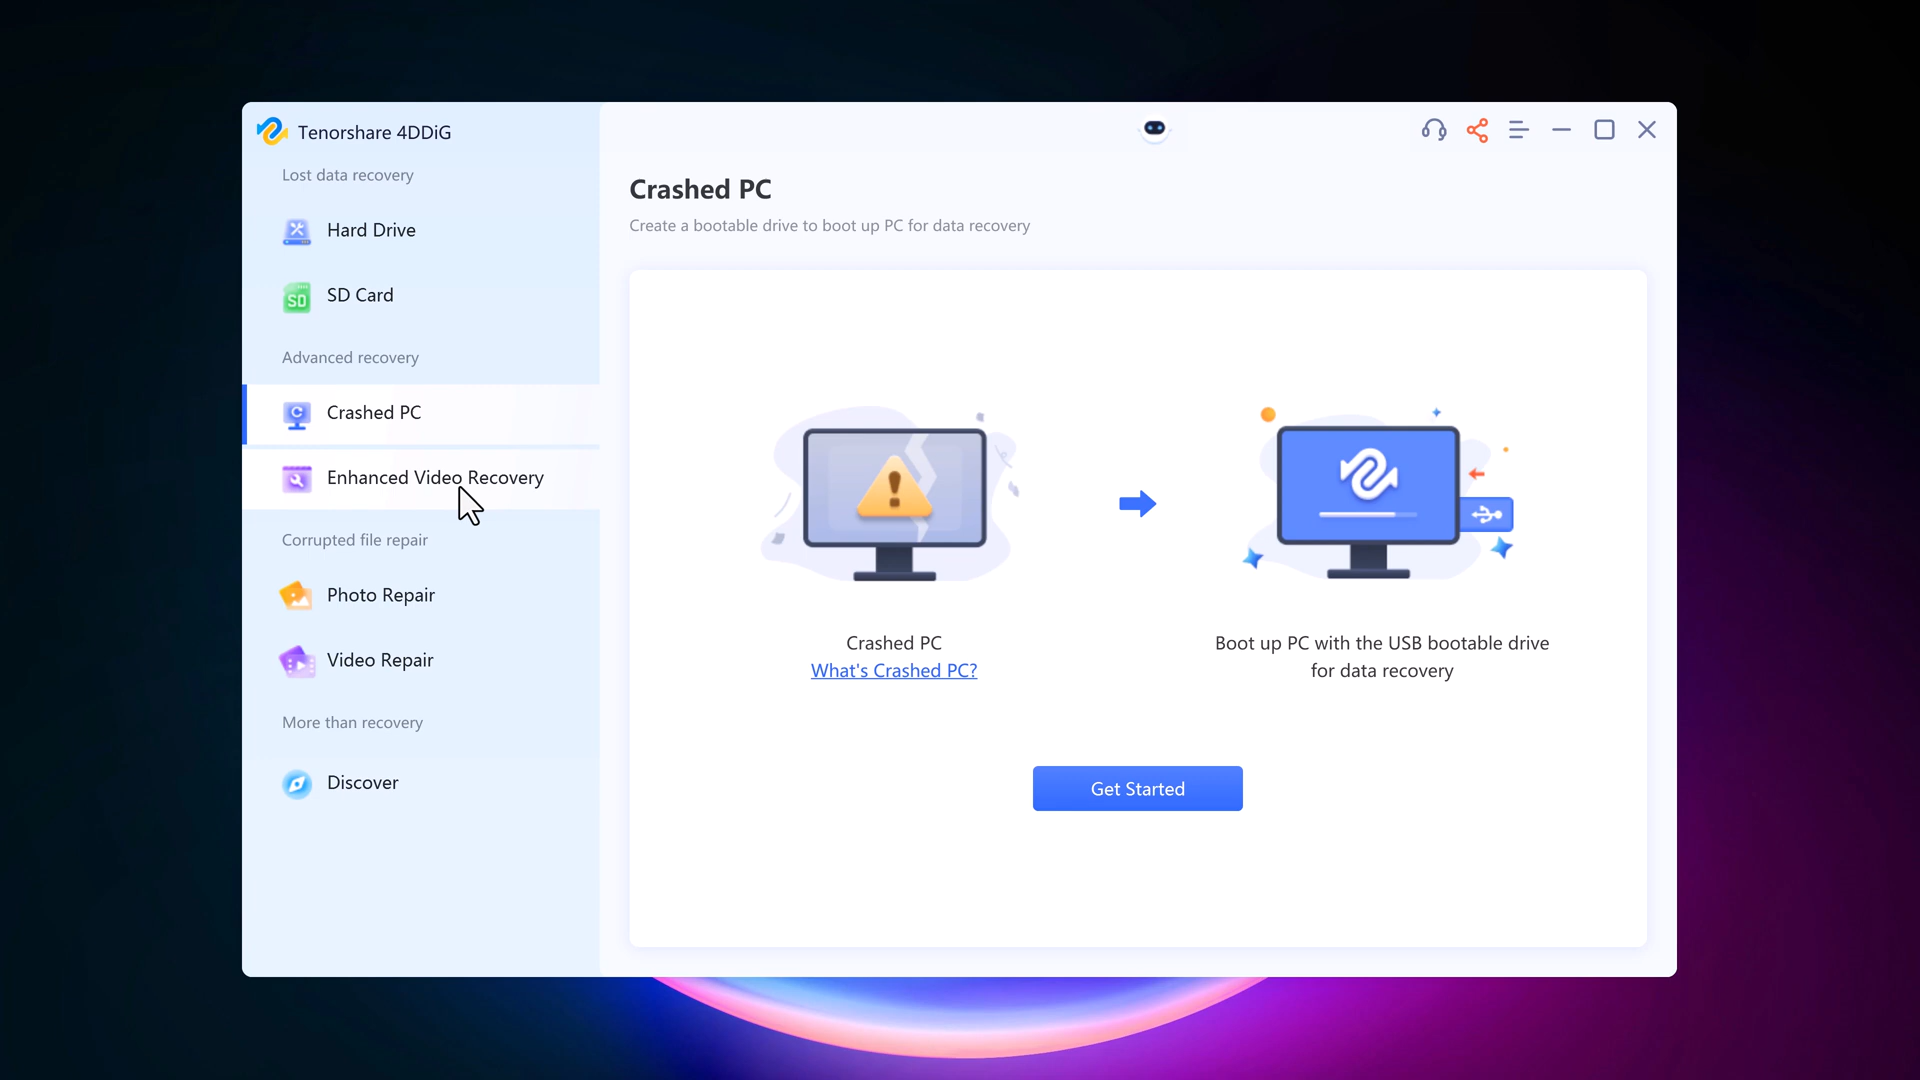 Tenorshare 4DDiG
Lost data recovery
Hard Drive
SD
SD Card
Advanced recovery
Crashed PC
Enhanced Video Recovery
Corrupted file repair
Photo Repair
Video Repair
More than recovery
Discover
Crashed PC
Create a bootable drive to boot up PC for data recovery
Crashed PC
What's Crashed PC?
Boot up PC with the USB bootable drive
for data recovery
Get Started